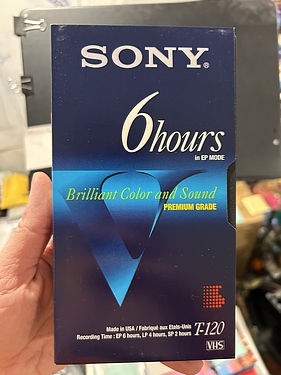 SONY®
6hours
in EP MODE
Brilliant Color and Sound
PREMIUM GRADE
V
Made in USA / Fabriqué aux Etats-Unis
Recording Time : EP 6 hours, LP 4 hours, SP 2 hours
T-120
VHS